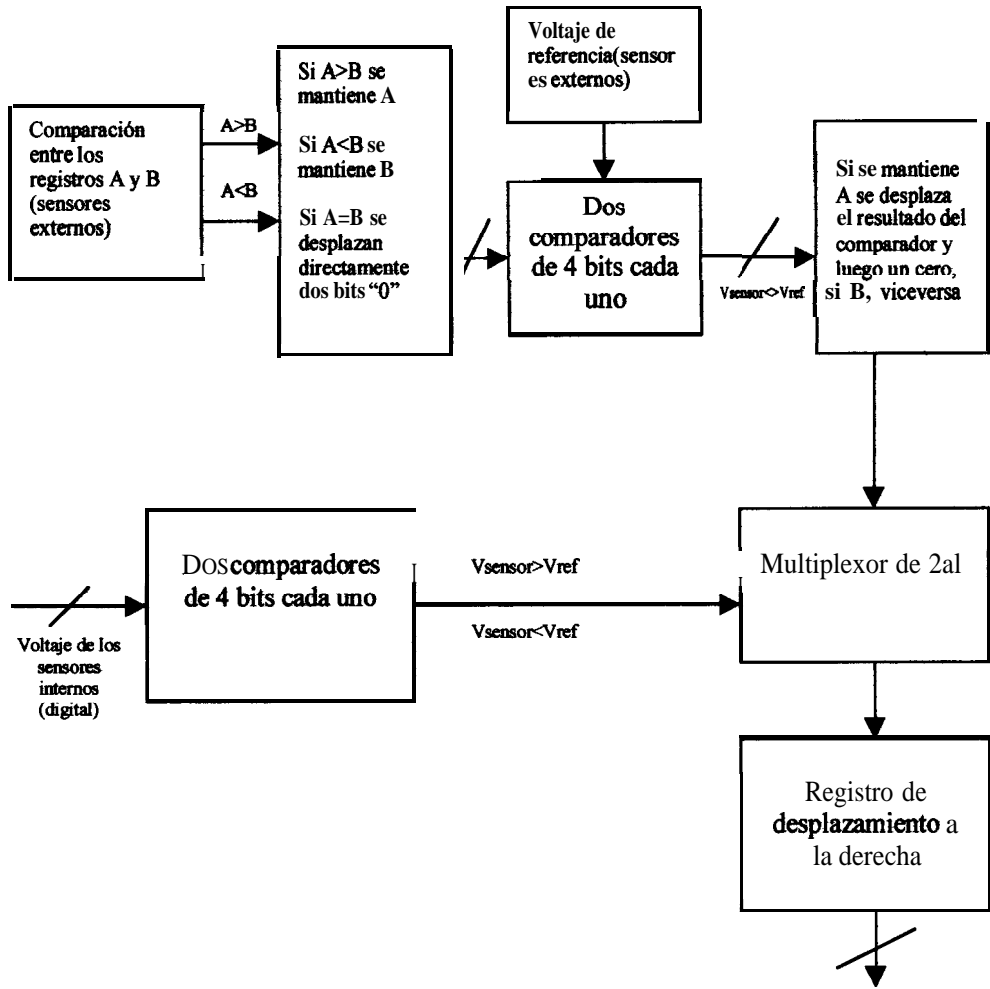 Comparación
entre los
registros A y B
(sensores
externos)
A>B
A<B
Si A>B se
mantiene A
Si A<B se
mantiene B
Si A=B se
desplazan
directamente
dos bits “0”
Voltaje de
referencia(sensor
es externos)
Dos
comparadores
de 4 bits cada
uno
Vsensor<>Vref
Si se mantiene
A se desplaza
el resultado del
comparador y
luego un cero,
si B, viceversa
Voltaje de los
sensores
internos
(digital)
DOS comparadores
de 4 bits cada uno
Vsensor>Vref
Vsensor<Vref
Multiplexor de 2al
Registro de
desplazamiento a
la derecha